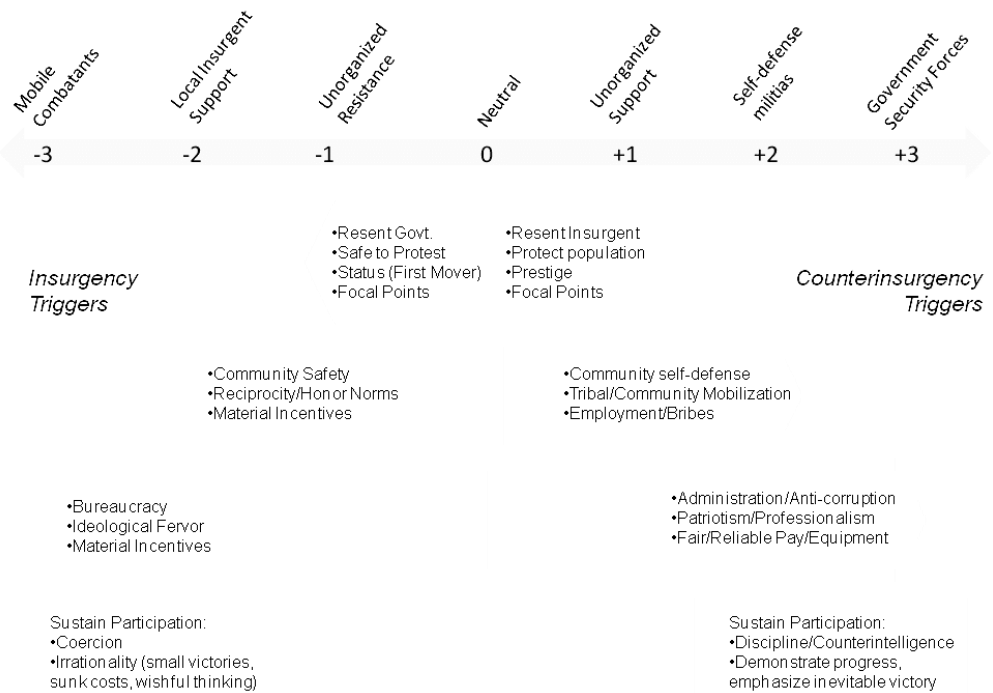 Mobile
Combatants
Local Insurgent
Support
Unorganized
Resistance
Neutral
Unorganized
Support
Self-defense
militias
Government
Security Forces
-3
-2
-1
0
+1
+2
+3
•Resent Govt.
•Safe to Protest
•Status (First Mover)
•Focal Points
•Resent Insurgent
•Protect population
•Prestige
•Focal Points
Insurgency
Triggers
Counterinsurgency
Triggers
•Community Safety
•Reciprocity/Honor Norms
•Material Incentives
•Community self-defense
•Tribal/Community Mobilization
•Employment/Bribes
•Bureaucracy
•Ideological Fervor
•Material Incentives
•Administration/Anti-corruption
•Patriotism/Professionalism
•Fair/Reliable Pay/Equipment
Sustain Participation:
•Coercion
•Irrationality (small victories,
sunk costs, wishful thinking)
Sustain Participation:
•Discipline/Counterintelligence
•Demonstrate progress,
emphasize inevitable victory